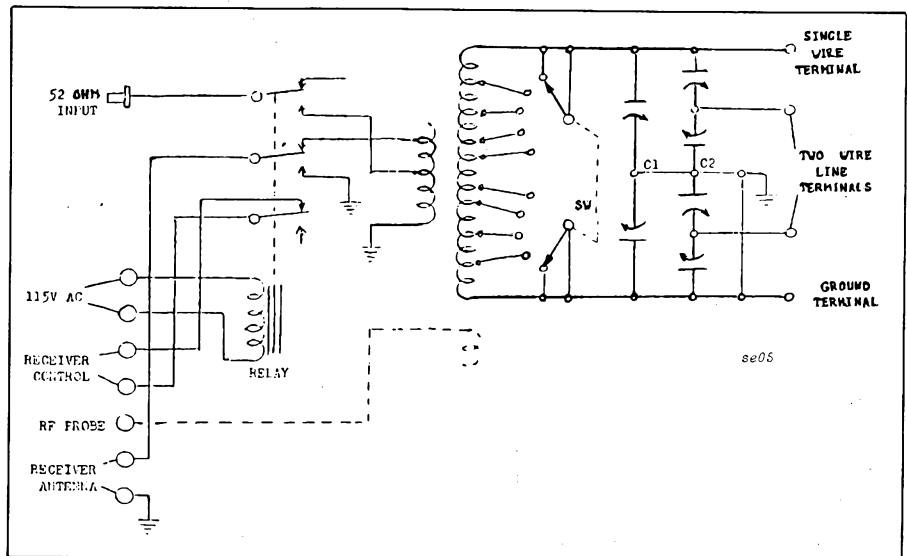 SINGLE
WIRE
TERMINAL
52 OHM
INPUT
C1
C2
TWO WIRE
LINE
TERMINALS
SW
115V AC
GROUND
TERMINAL
RECEIVER
CONTROL
RELAY
se05
RF PROBE
RECEIVER
ANTENNA